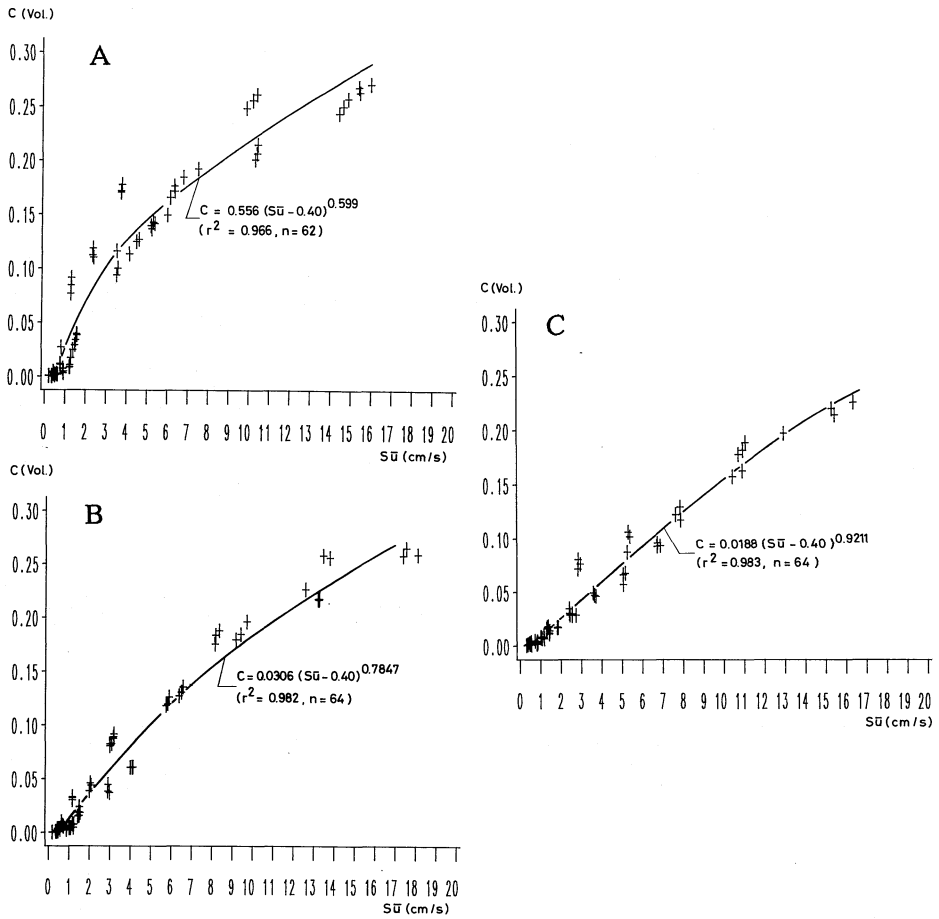 C (Vol.)
A
0.30
0.25
0.20
0.15
0.10
0.05
0.00
C = 0.556 (Sū – 0.40)^0.599
(r² = 0.966, n=62)
0 1 2 3 4 5 6 7 8 9 10 11 12 13 14 15 16 17 18 19 20
Sū (cm/s)
C (Vol.)
B
0.30
0.25
0.20
0.15
0.10
0.05
0.00
C=0.0306 (Sū–0.40)^0.7847
(r²= 0.982, n=64)
0 1 2 3 4 5 6 7 8 9 10 11 12 13 14 15 16 17 18 19 20
Sū (cm/s)
C (Vol.)
C
0.30
0.25
0.20
0.15
0.10
0.05
0.00
C = 0.0188 (Sū – 0.40)^0.9211
(r²=0.983, n=64)
0 1 2 3 4 5 6 7 8 9 10 11 12 13 14 15 16 17 18 19 20
Sū (cm/s)